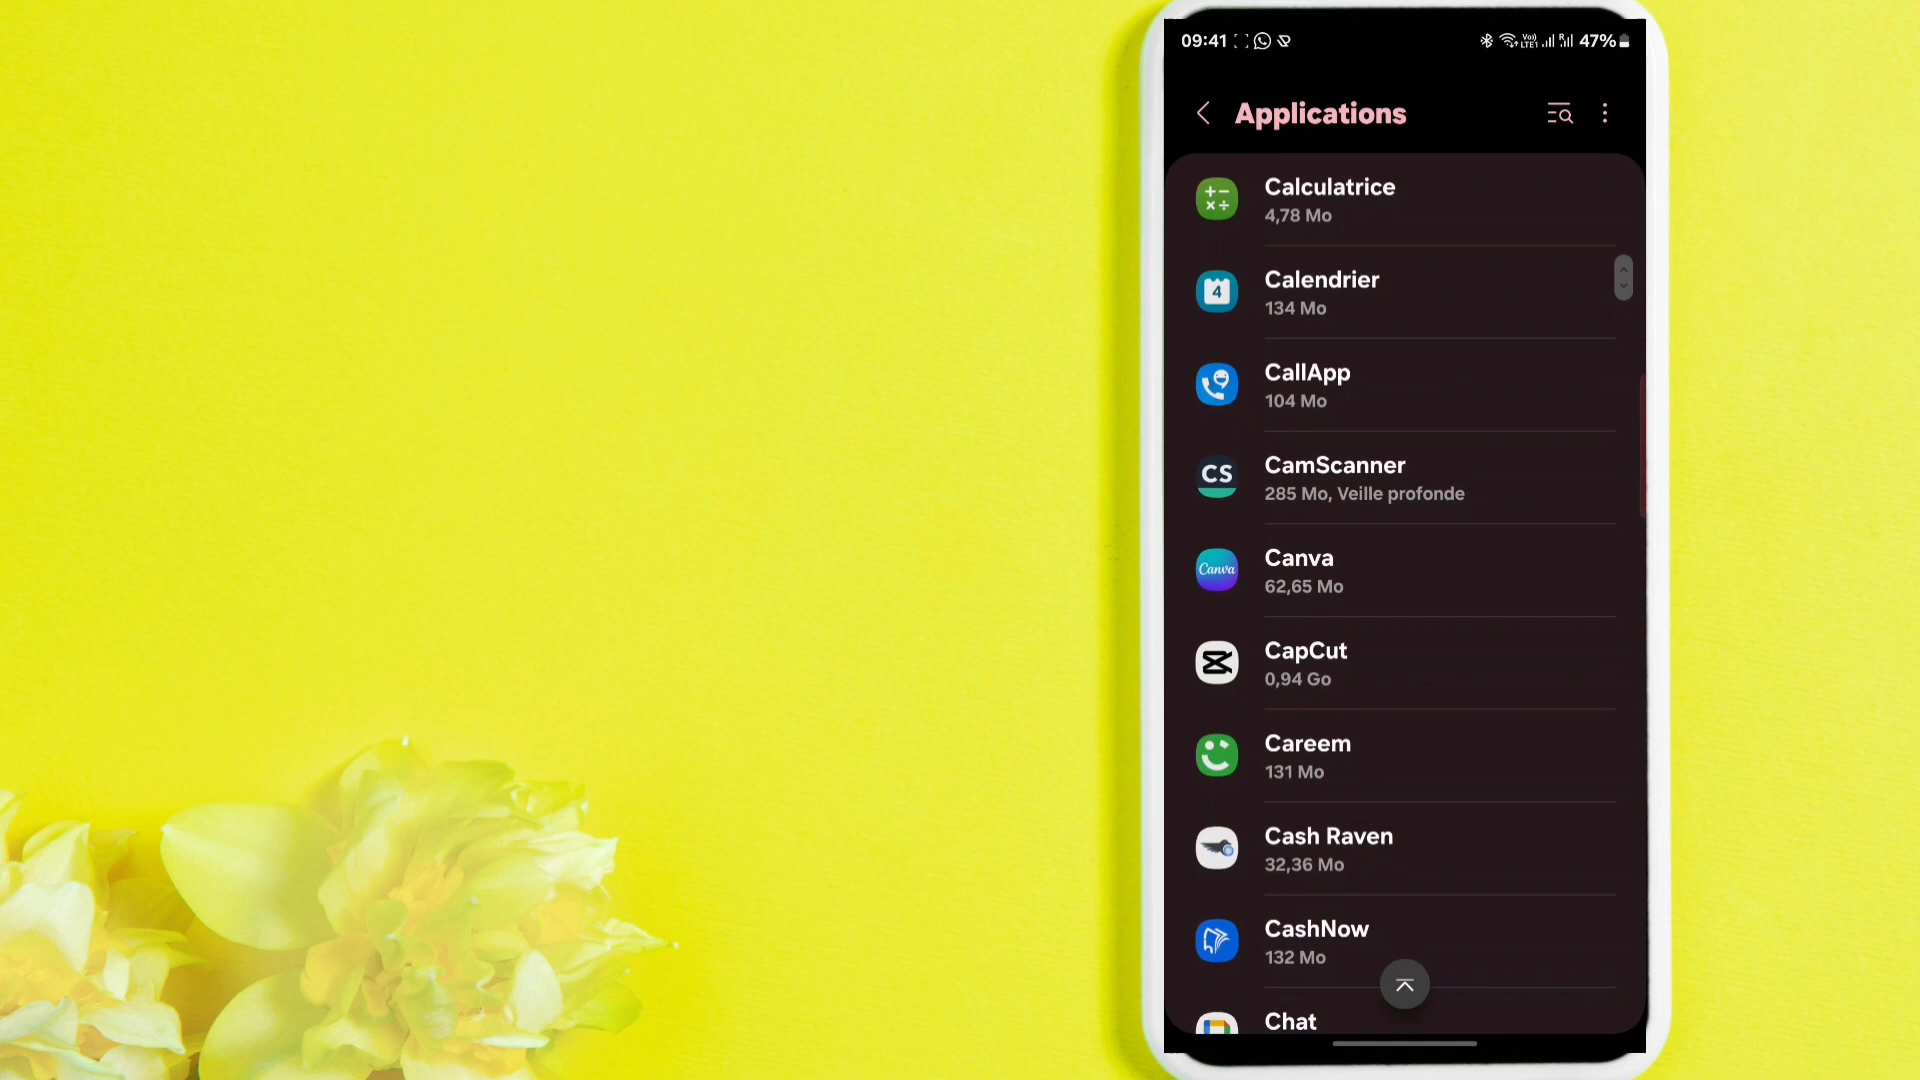 09:41
47%
Applications
Calculatrice
4,78 Mo
Calendrier
4
134 Mo
CallApp
104 Mo
CS
CamScanner
285 Mo, Veille profonde
Canva
Canva
62,65 Mo
CapCut
0,94 Go
Careem
131 Mo
Cash Raven
32,36 Mo
CashNow
132 Mo
Chat